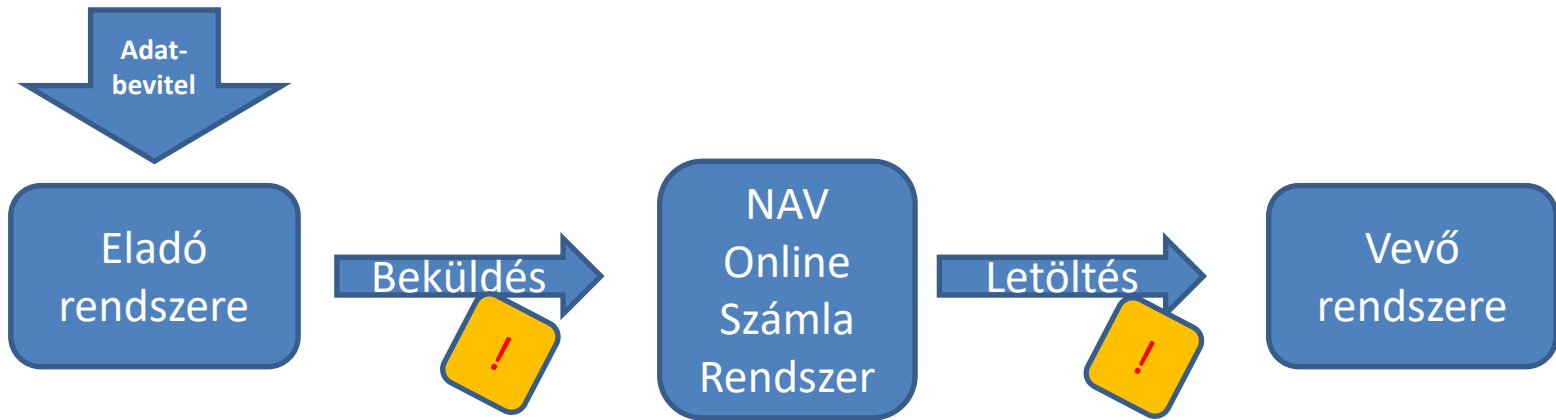 Adat-
bevitel
Eladó
rendszere
Beküldés
!
NAV
Online
Számla
Rendszer
Letöltés
!
Vevő
rendszere